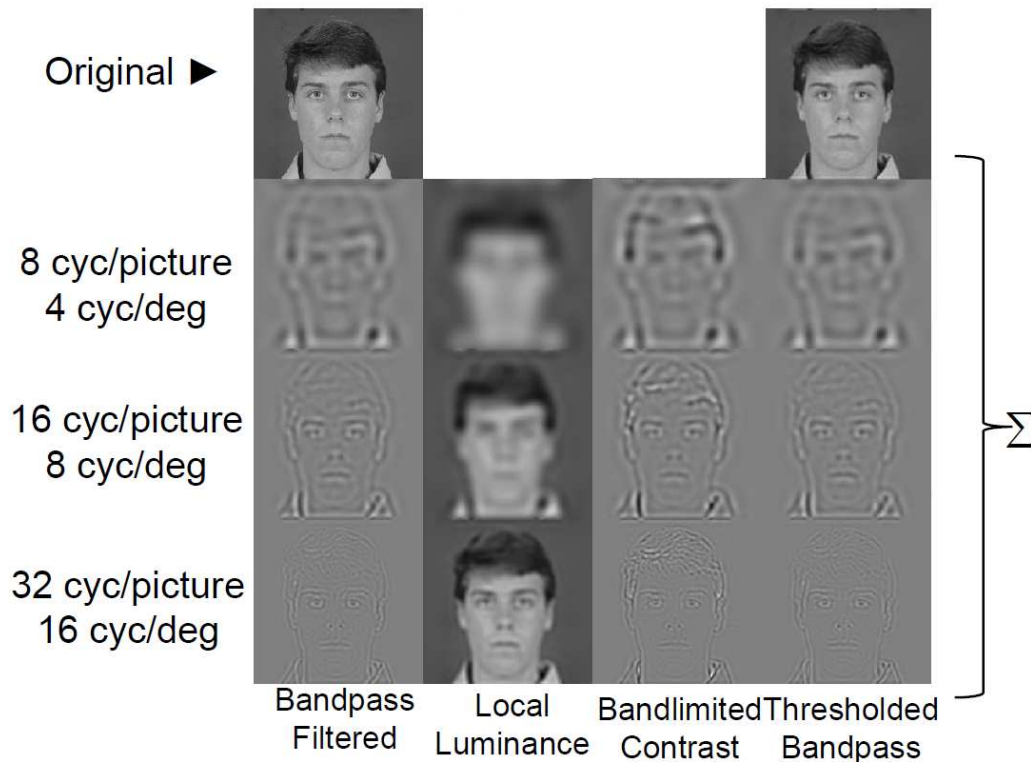 Original ►
8 cyc/picture
4 cyc/deg
16 cyc/picture
8 cyc/deg
32 cyc/picture
16 cyc/deg
∑
Bandpass
Filtered
Local
Luminance
Bandlimited
Contrast
Thresholded
Bandpass